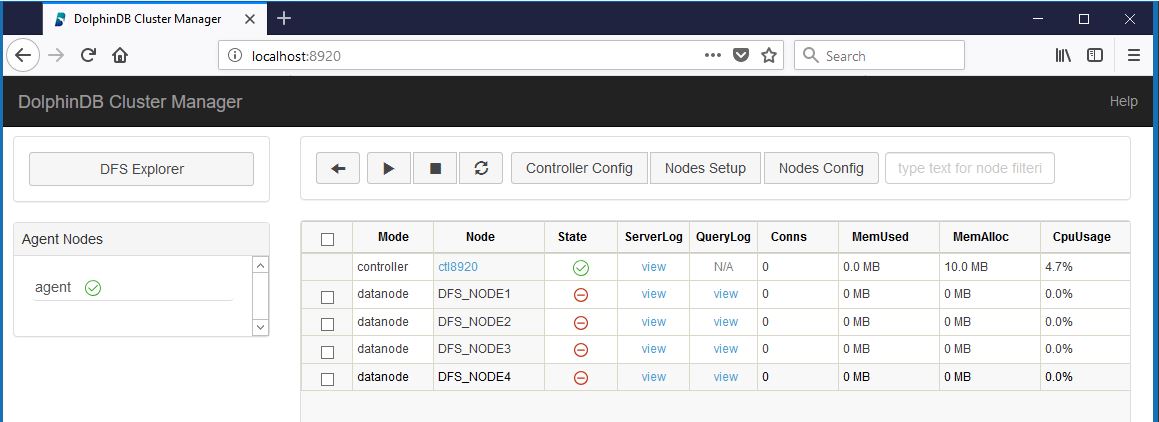 DolphinDB Cluster Manager
localhost:8920
Search
DolphinDB Cluster Manager
Help
DFS Explorer
Controller Config
Nodes Setup
Nodes Config
type text for node filteri
Agent Nodes
agent
Mode Node State ServerLog QueryLog Conns MemUsed MemAlloc CpuUsage
controller ctl8920 view N/A 0 0.0 MB 10.0 MB 4.7%
datanode DFS_NODE1 view view 0 0 MB 0 MB 0.0%
datanode DFS_NODE2 view view 0 0 MB 0 MB 0.0%
datanode DFS_NODE3 view view 0 0 MB 0 MB 0.0%
datanode DFS_NODE4 view view 0 0 MB 0 MB 0.0%